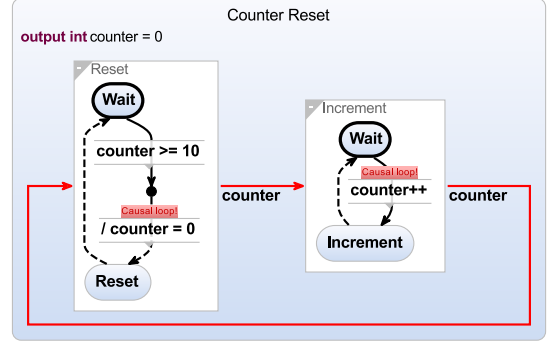 Counter Reset
output int counter = 0
- Reset
Wait
counter >= 10
Causal loop!
/ counter = 0
Reset
counter
- Increment
Wait
Causal loop!
counter++
Increment
counter